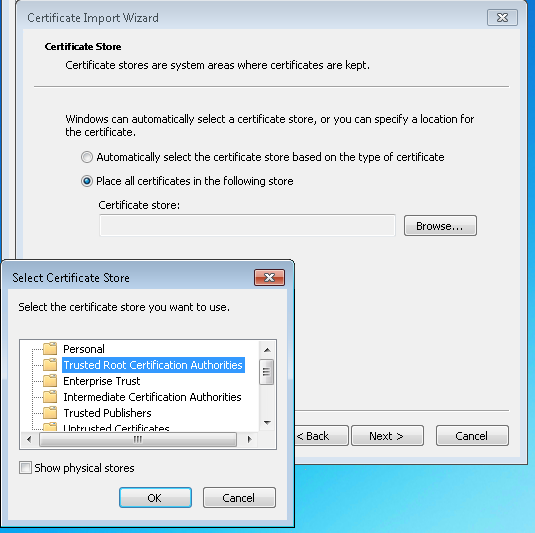 Certificate Import Wizard
Certificate Store
Certificate stores are system areas where certificates are kept.
Windows can automatically select a certificate store, or you can specify a location for
the certificate.
Automatically select the certificate store based on the type of certificate
Place all certificates in the following store
Certificate store:
Browse...
Select Certificate Store
Select the certificate store you want to use.
Personal
Trusted Root Certification Authorities
Enterprise Trust
Intermediate Certification Authorities
Trusted Publishers
Untrusted Certificates
Show physical stores
OK Cancel
< Back Next > Cancel